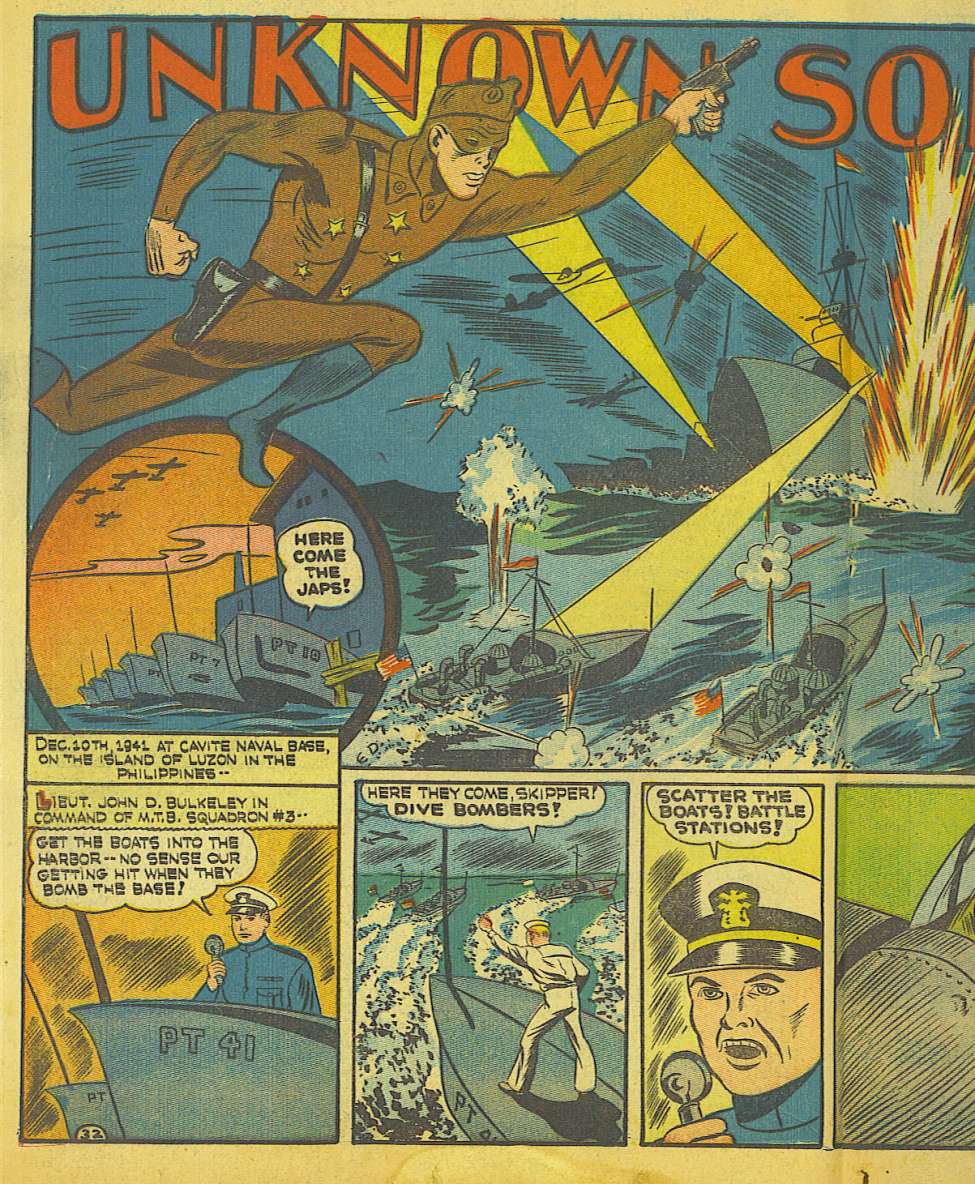 UNKNOWN SO
HERE
COME
THE
JAPS!
PT 10
PT 7
DEC. 10TH, 1941 AT CAVITE NAVAL BASE,
ON THE ISLAND OF LUZON IN THE
PHILIPPINES--
LIEUT. JOHN D. BULKELEY IN
COMMAND OF M.T.B. SQUADRON #3--
GET THE BOATS INTO THE
HARBOR-- NO SENSE OUR
GETTING HIT WHEN THEY
BOMB THE BASE!
PT 41
PT
32
HERE THEY COME, SKIPPER!
DIVE BOMBERS!
PT
SCATTER THE
BOATS! BATTLE
STATIONS!